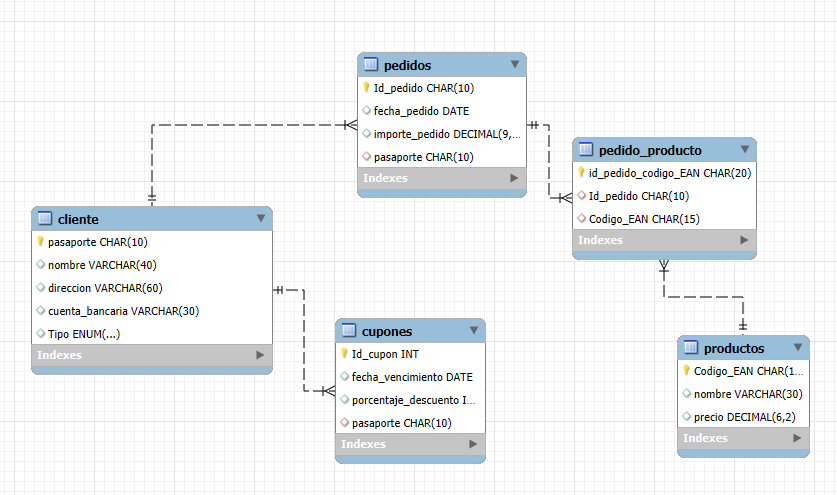 pedidos
Id_pedido CHAR(10)
fecha_pedido DATE
importe_pedido DECIMAL(9,...
pasaporte CHAR(10)
Indexes
pedido_producto
id_pedido_codigo_EAN CHAR(20)
Id_pedido CHAR(10)
Codigo_EAN CHAR(15)
Indexes
cliente
pasaporte CHAR(10)
nombre VARCHAR(40)
direccion VARCHAR(60)
cuenta_bancaria VARCHAR(30)
Tipo ENUM(...)
Indexes
cupones
Id_cupon INT
fecha_vencimiento DATE
porcentaje_descuento I...
pasaporte CHAR(10)
Indexes
productos
Codigo_EAN CHAR(1...
nombre VARCHAR(30)
precio DECIMAL(6,2)
Indexes